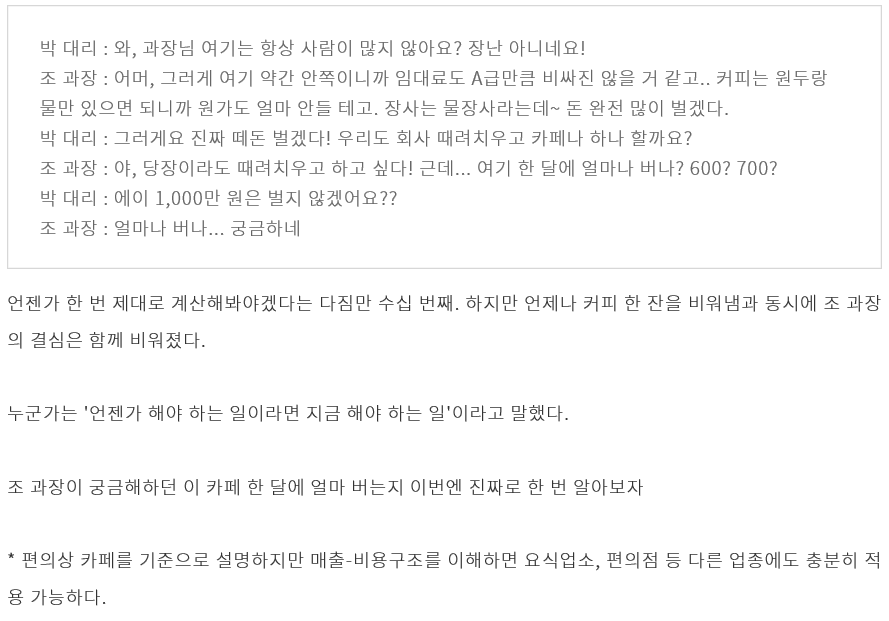 박 대리 : 와, 과장님 여기는 항상 사람이 많지 않아요? 장난 아니네요!
조 과장 : 어머, 그러게 여기 약간 안쪽이니까 임대료도 A급만큼 비싸진 않을 거 같고.. 커피는 원두랑
물만 있으면 되니까 원가도 얼마 안들 테고. 장사는 물장사라는데~ 돈 완전 많이 벌겠다.
박 대리 : 그러게요 진짜 떼돈 벌겠다! 우리도 회사 때려치우고 카페나 하나 할까요?
조 과장 : 야, 당장이라도 때려치우고 하고 싶다! 근데... 여기 한 달에 얼마나 버나? 600? 700?
박 대리 : 에이 1,000만 원은 벌지 않겠어요??
조 과장 : 얼마나 버나... 궁금하네
언젠가 한 번 제대로 계산해봐야겠다는 다짐만 수십 번째. 하지만 언제나 커피 한 잔을 비워냄과 동시에 조 과장
의 결심은 함께 비워졌다.
누군가는 '언젠가 해야 하는 일이라면 지금 해야 하는 일'이라고 말했다.
조 과장이 궁금해하던 이 카페 한 달에 얼마 버는지 이번엔 진짜로 한 번 알아보자
* 편의상 카페를 기준으로 설명하지만 매출-비용구조를 이해하면 요식업소, 편의점 등 다른 업종에도 충분히 적
용 가능하다.